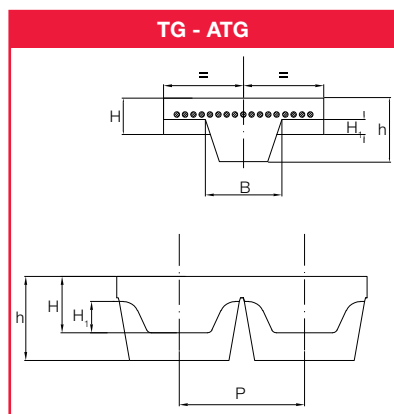 TG - ATG
= =
H H₁ h
B
h H H₁
P